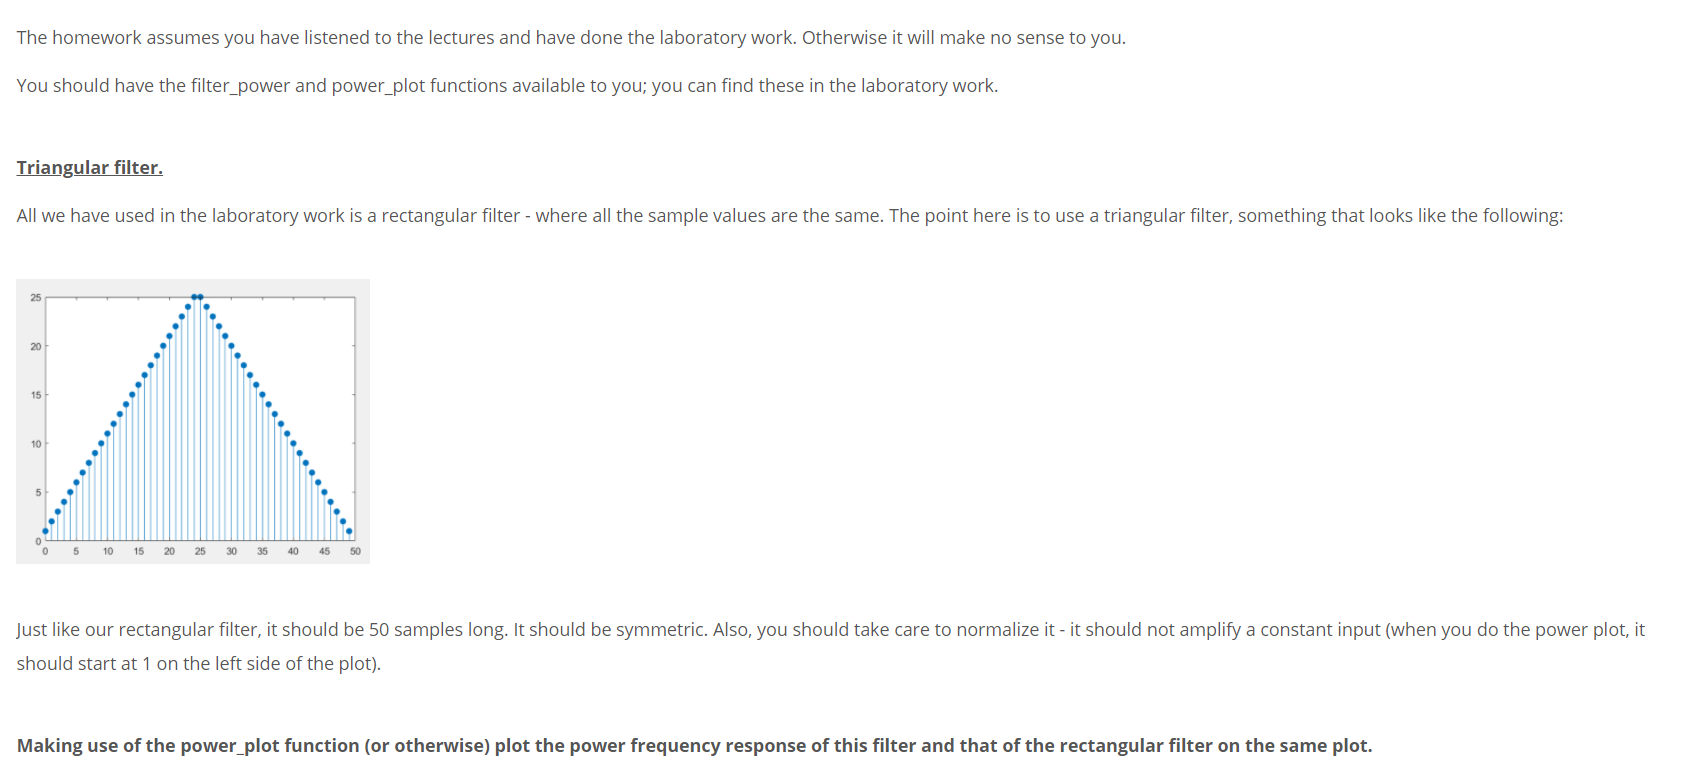 The homework assumes you have listened to the lectures and have done the laboratory work. Otherwise it will make no sense to you.
You should have the filter_power and power_plot functions available to you; you can find these in the laboratory work.
Triangular filter.
All we have used in the laboratory work is a rectangular filter - where all the sample values are the same. The point here is to use a triangular filter, something that looks like the following:
25
20
15
10
5
0
0 5 10 15 20 25 30 35 40 45 50
Just like our rectangular filter, it should be 50 samples long. It should be symmetric. Also, you should take care to normalize it - it should not amplify a constant input (when you do the power plot, it
should start at 1 on the left side of the plot).
Making use of the power_plot function (or otherwise) plot the power frequency response of this filter and that of the rectangular filter on the same plot.